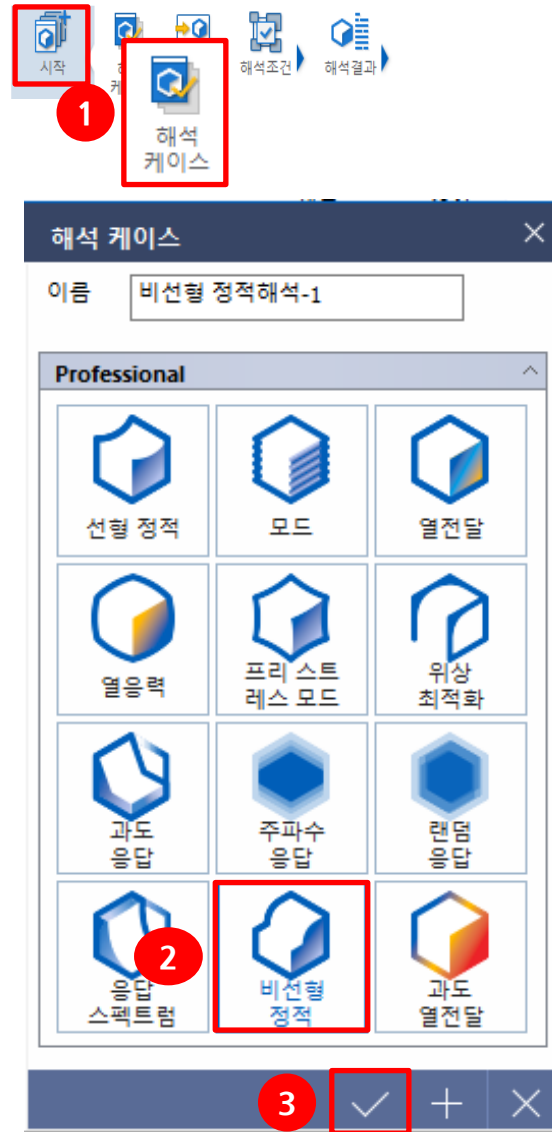 시작
해석조건
해석결과
1
해석
케이스
해석 케이스
이름
비선형 정적해석-1
Professional
선형 정적
모드
열전달
열응력
프리 스트
레스 모드
위상
최적화
과도
응답
주파수
응답
랜덤
응답
2
응답
스펙트럼
비선형
정적
과도
열전달
3